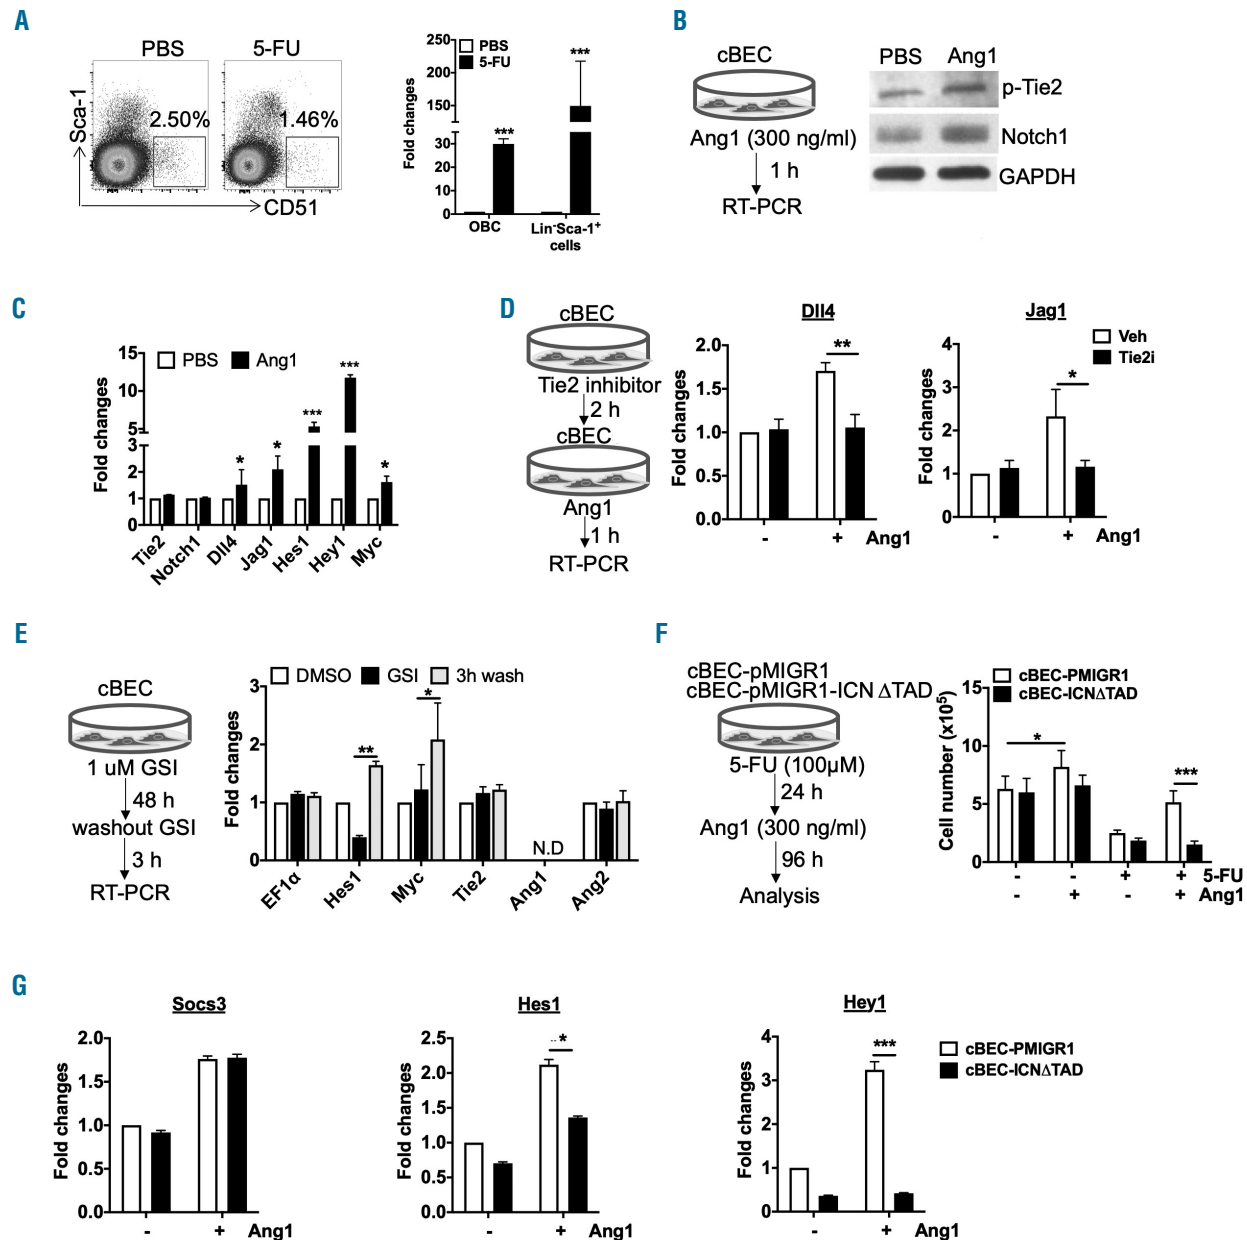 A
PBS 5-FU
Sca-1
2.50% 1.46%
CD51
Fold changes
250
200
150
30
20
10
0
PBS
5-FU
***
***
OBC Lin-Sca-1+
cells
B
cBEC
Ang1 (300 ng/ml)
1 h
RT-PCR
PBS Ang1
p-Tie2
Notch1
GAPDH
C
PBS Ang1
Fold changes
15
10
5
3
2
1
0
* * *** *** *
Tie2 Notch1 Dll4 Jag1 Hes1 Hey1 Myc
D
cBEC
Tie2 inhibitor
2 h
cBEC
Ang1
1 h
RT-PCR
Dll4
Fold changes
2.0
1.5
1.0
0.5
0.0
**
- + Ang1
Jag1
Fold changes
4
3
2
1
0
*
- + Ang1
Veh
Tie2i
E
cBEC
1 uM GSI
48 h
washout GSI
3 h
RT-PCR
DMSO GSI 3h wash
Fold changes
3
2
1
0
** *
N.D
EF1α Hes1 Myc Tie2 Ang1 Ang2
F
cBEC-pMIGR1
cBEC-pMIGR1-ICN ΔTAD
5-FU (100µM)
24 h
Ang1 (300 ng/ml)
96 h
Analysis
cBEC-PMIGR1
cBEC-ICNΔTAD
Cell number (x10⁵)
15
10
5
0
* ***
- - + + 5-FU
- + - + Ang1
G
Socs3
Fold changes
2.0
1.5
1.0
0.5
0.0
- + Ang1
Hes1
Fold changes
2.5
2.0
1.5
1.0
0.5
0.0
*
- + Ang1
Hey1
Fold changes
4
3
2
1
0
***
- + Ang1
cBEC-PMIGR1
cBEC-ICNΔTAD